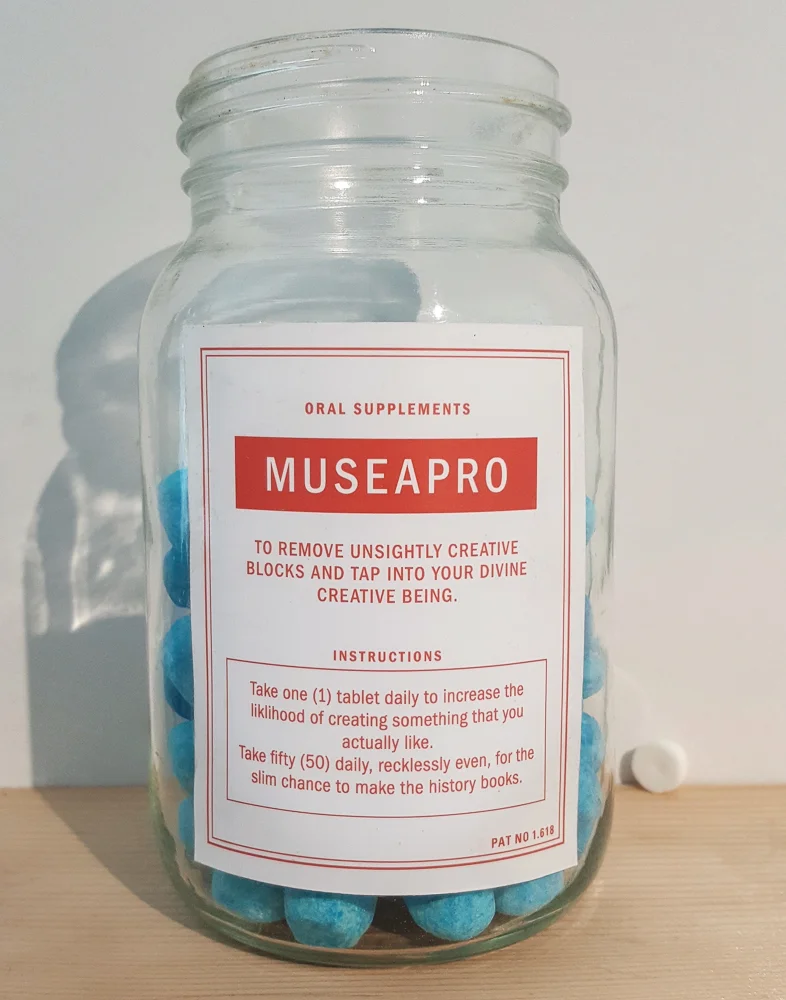 ORAL SUPPLEMENTS
MUSEAPRO
TO REMOVE UNSIGHTLY CREATIVE
BLOCKS AND TAP INTO YOUR DIVINE
CREATIVE BEING.
INSTRUCTIONS
Take one (1) tablet daily to increase the
liklihood of creating something that you
actually like.
Take fifty (50) daily, recklessly even, for the
slim chance to make the history books.
PAT NO 1.618